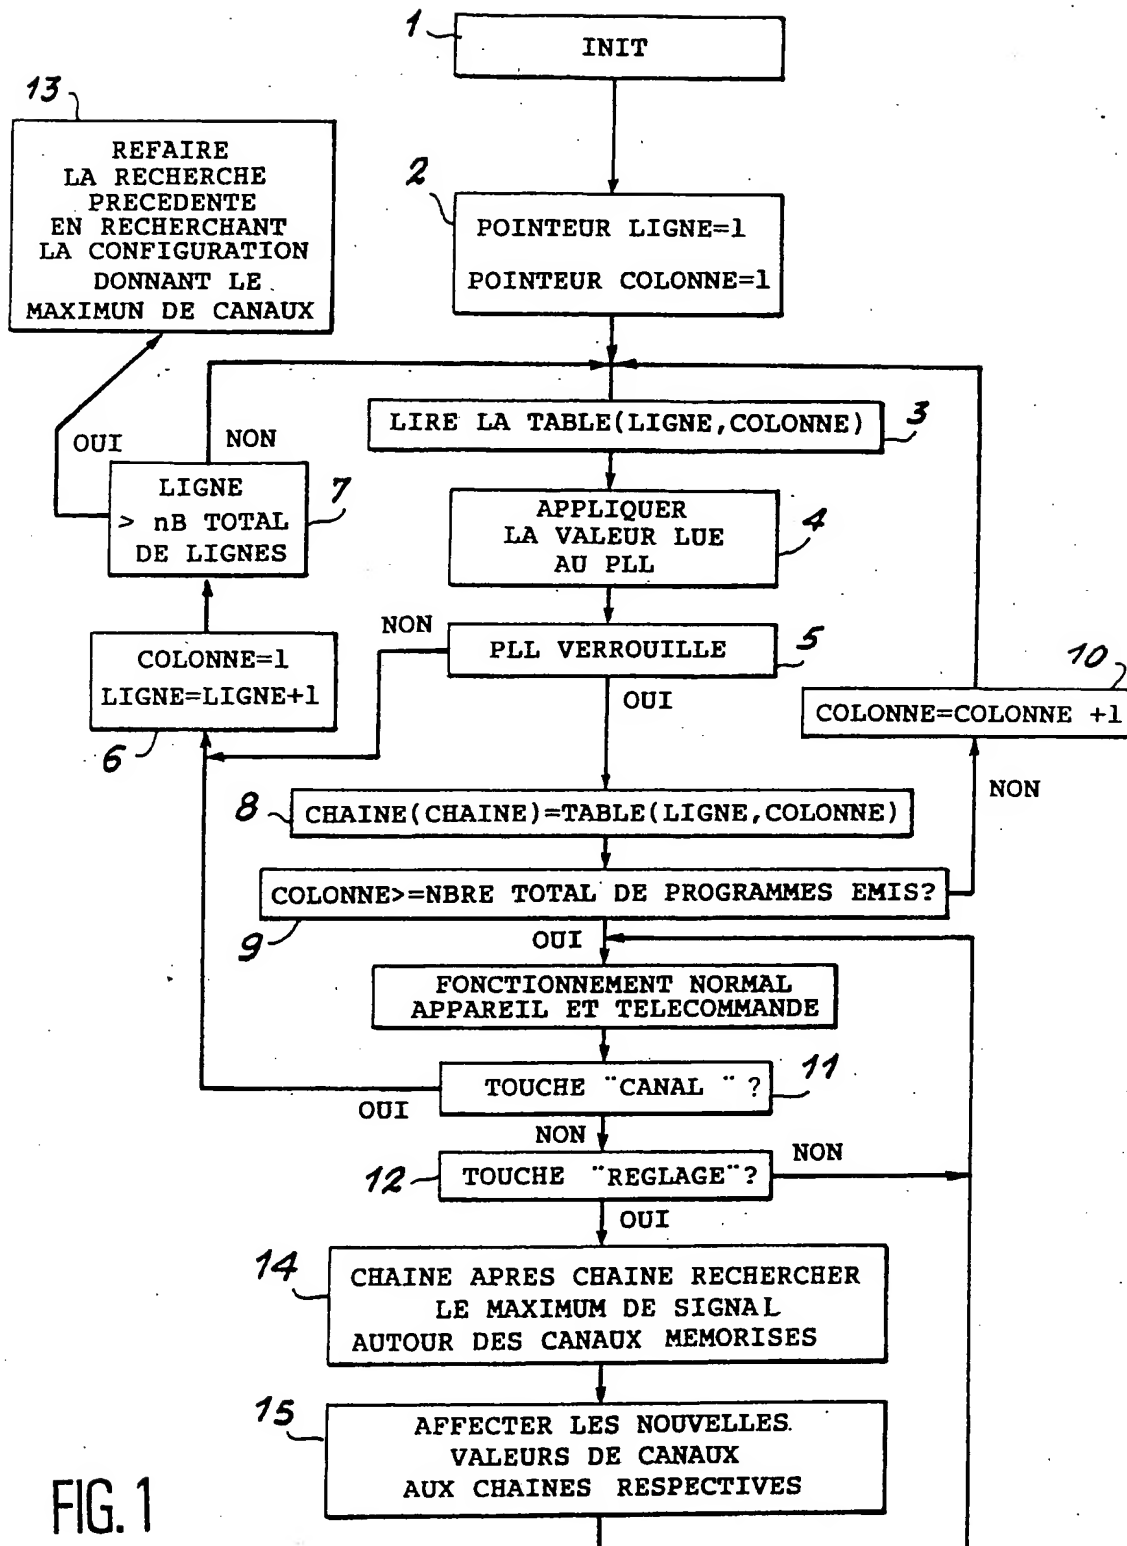 1
INIT
13
REFAIRE
LA RECHERCHE
PRECEDENTE
EN RECHERCHANT
LA CONFIGURATION
DONNANT LE
MAXIMUN DE CANAUX
2
POINTEUR LIGNE=1
POINTEUR COLONNE=1
LIRE LA TABLE(LIGNE,COLONNE)
3
OUI
NON
LIGNE
> nB TOTAL
DE LIGNES
7
APPLIQUER
LA VALEUR LUE
AU PLL
4
NON
PLL VERROUILLE
5
OUI
COLONNE=1
LIGNE=LIGNE+1
6
10
COLONNE=COLONNE +1
NON
8
CHAINE(CHAINE)=TABLE(LIGNE,COLONNE)
COLONNE>=NBRE TOTAL DE PROGRAMMES EMIS?
9
OUI
FONCTIONNEMENT NORMAL
APPAREIL ET TELECOMMANDE
TOUCHE "CANAL " ?
11
OUI
NON
12
TOUCHE "REGLAGE"?
NON
OUI
14
CHAINE APRES CHAINE RECHERCHER
LE MAXIMUM DE SIGNAL
AUTOUR DES CANAUX MEMORISES
15
AFFECTER LES NOUVELLES
VALEURS DE CANAUX
AUX CHAINES RESPECTIVES
FIG.1